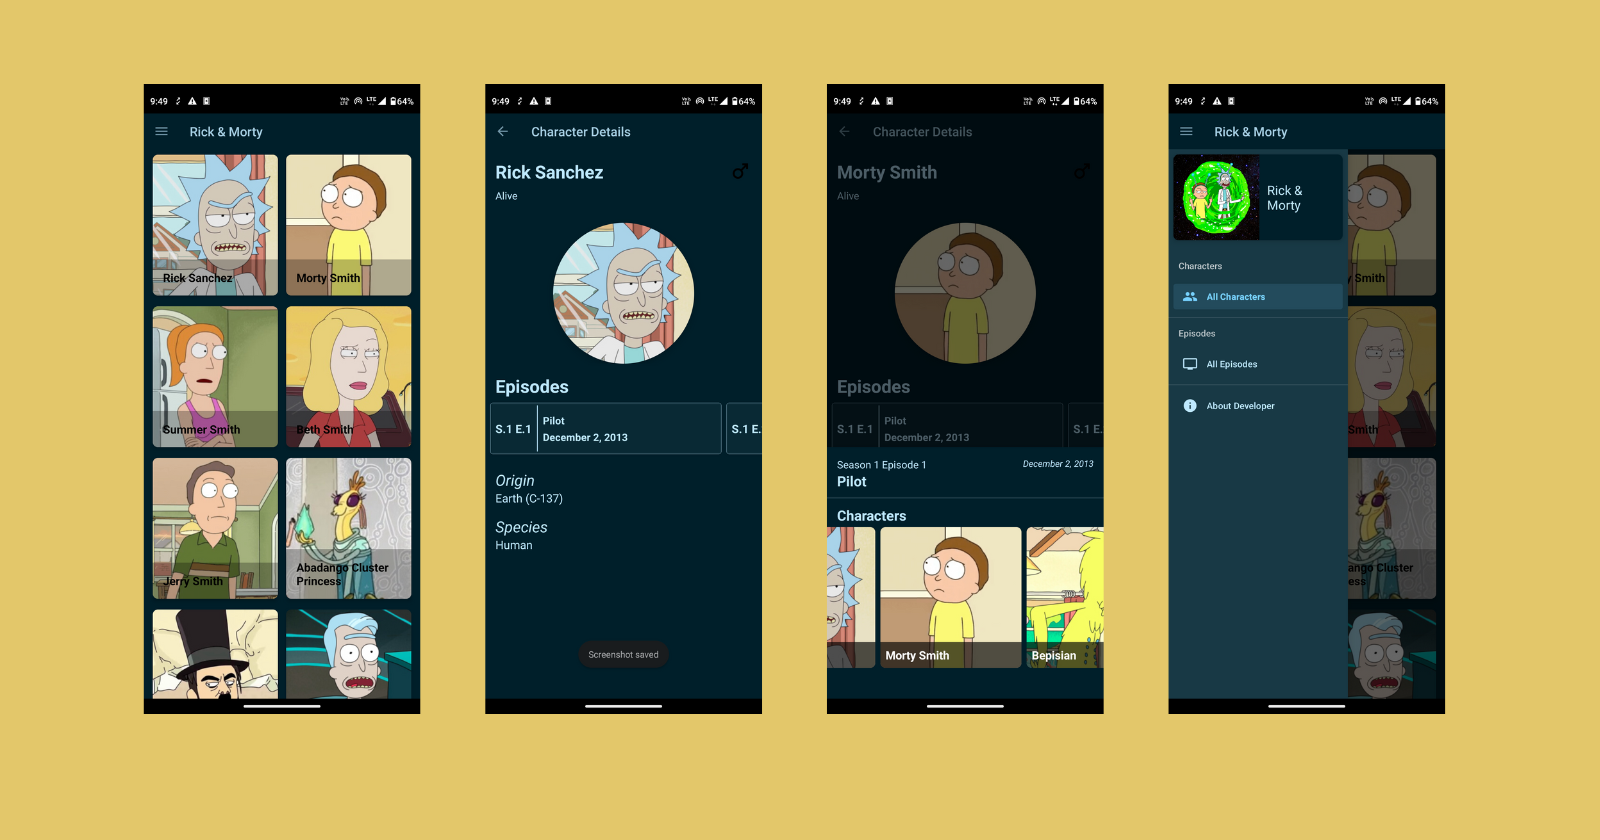 9:49
LTE
64%
Rick & Morty
Rick Sanchez
Morty Smith
Summer Smith
Beth Smith
Jerry Smith
Abadango Cluster
Princess
9:49
LTE
64%
Character Details
Rick Sanchez
Alive
Episodes
S.1 E.1
Pilot
December 2, 2013
S.1 E.
Origin
Earth (C-137)
Species
Human
Screenshot saved
9:49
LTE
64%
Character Details
Morty Smith
Alive
Episodes
S.1 E.1
Pilot
December 2, 2013
S.1 E.
Season 1 Episode 1
December 2, 2013
Pilot
Characters
Morty Smith
Bepisian
9:49
LTE
64%
Rick & Morty
Rick &
Morty
Characters
All Characters
Episodes
All Episodes
About Developer
y Smith
Smith
ango Cluster
ess